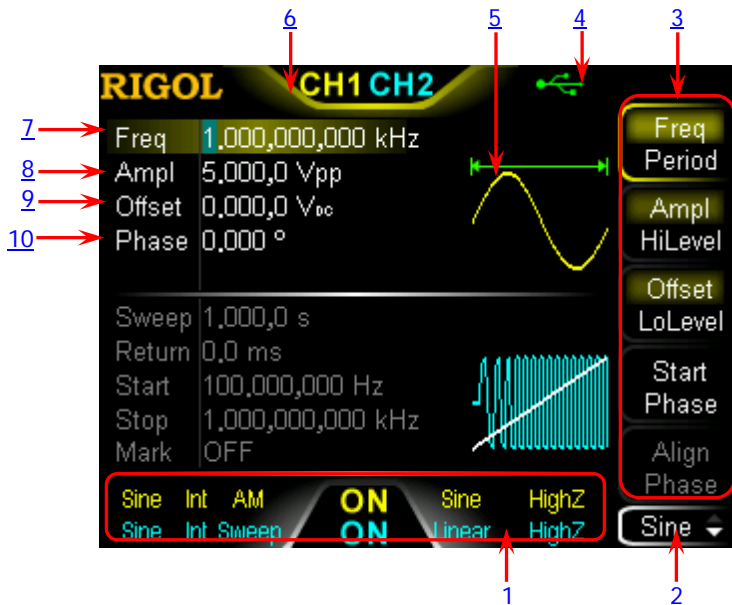 6 5 4 3
RIGOL CH1 CH2
7 Freq 1.000,000,000 kHz
8 Ampl 5.000,0 Vpp
9 Offset 0.000,0 VDC
10 Phase 0.000 °
Sweep 1.000,0 s
Return 0.0 ms
Start 100.000,000 Hz
Stop 1.000,000,000 kHz
Mark OFF
Freq
Period
Ampl
HiLevel
Offset
LoLevel
Start
Phase
Align
Phase
Sine Int AM ON Sine HighZ
Sine Int Sweep ON Linear HighZ
Sine
1 2